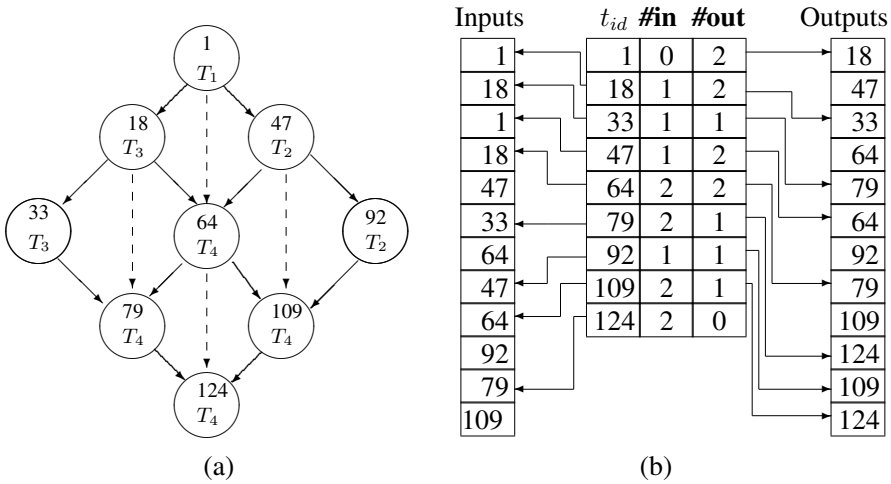 1
T1
18
T3
47
T2
33
T3
64
T4
92
T2
79
T4
109
T4
124
T4
(a)
Inputs
1
18
1
18
47
33
64
47
64
92
79
109
t_id #in #out
1 0 2
18 1 2
33 1 1
47 1 2
64 2 2
79 2 1
92 1 1
109 2 1
124 2 0
Outputs
18
47
33
64
79
64
92
79
109
124
109
124
(b)